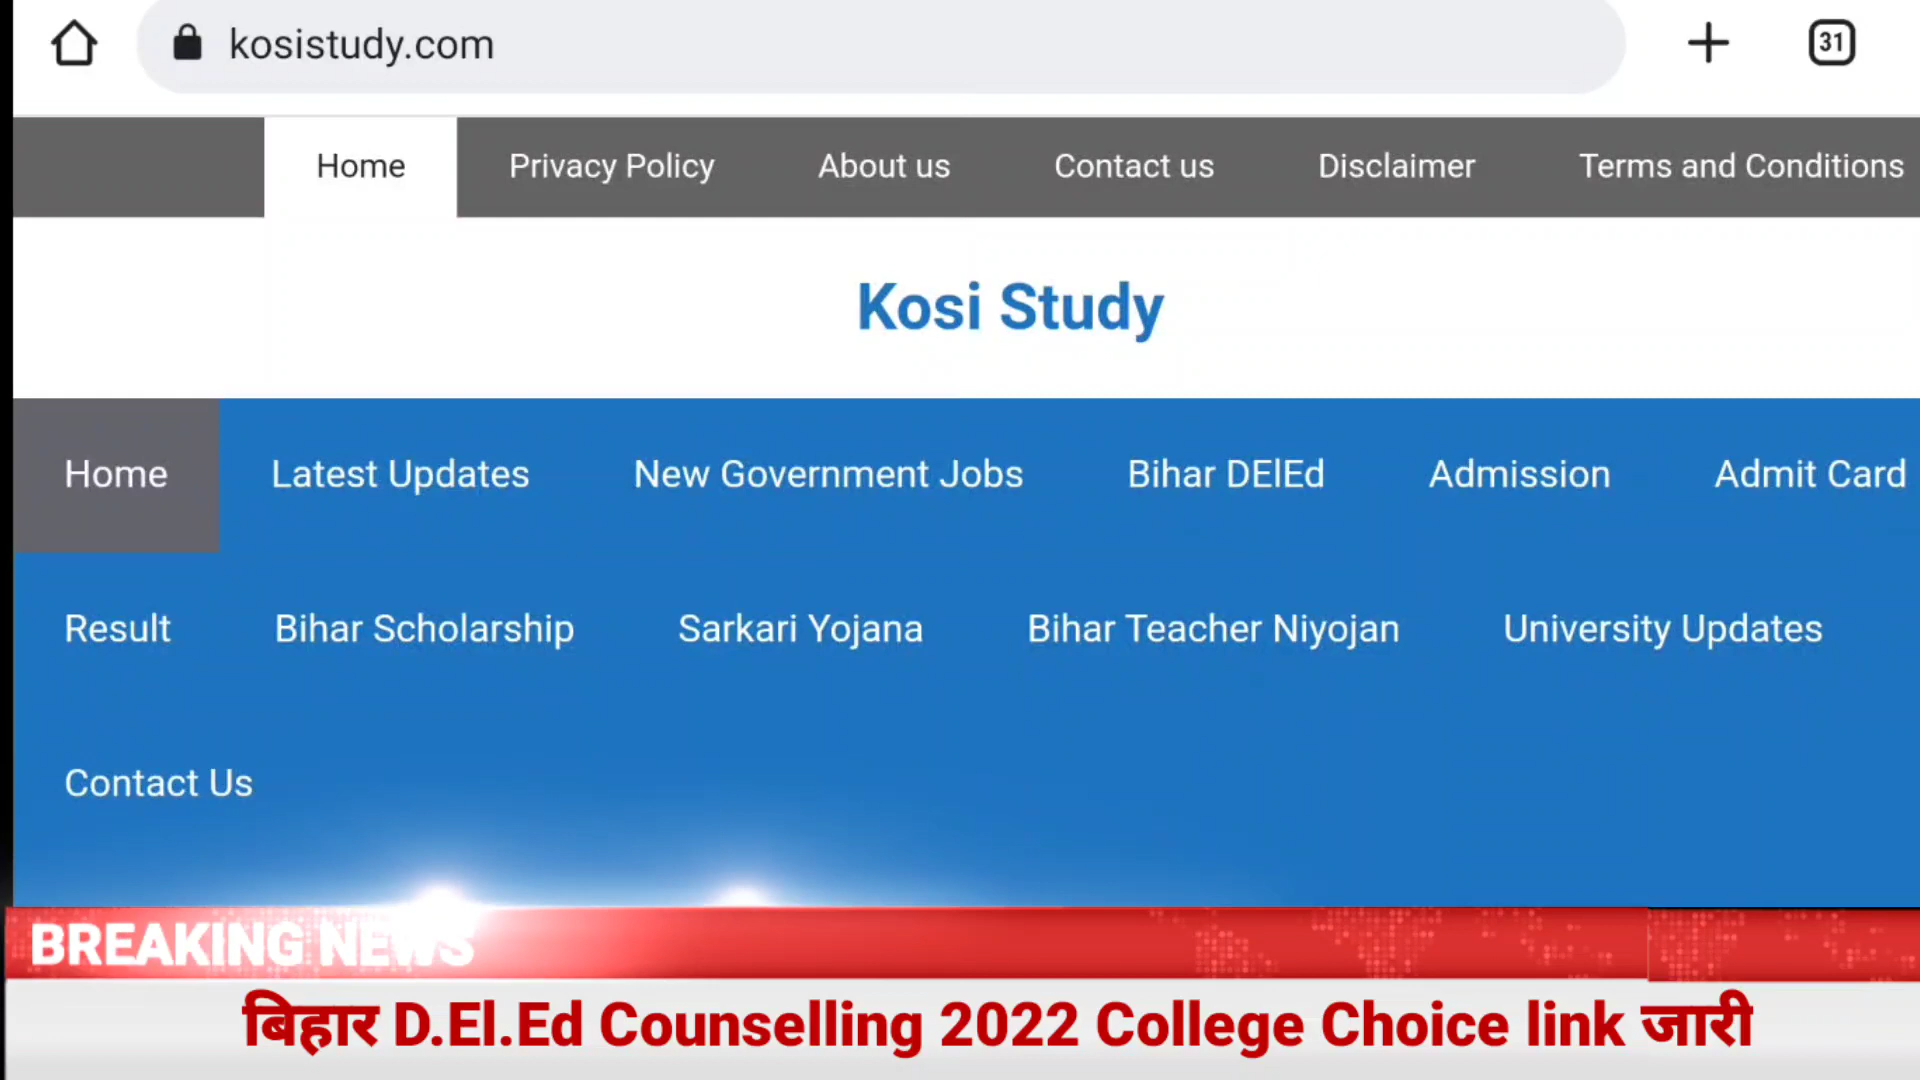 kosistudy.com
31
Home Privacy Policy About us Contact us Disclaimer Terms and Conditions
Kosi Study
Home Latest Updates New Government Jobs Bihar DElEd Admission Admit Card
Result Bihar Scholarship Sarkari Yojana Bihar Teacher Niyojan University Updates
Contact Us
BREAKING NEWS
बिहार D.El.Ed Counselling 2022 College Choice link जारी